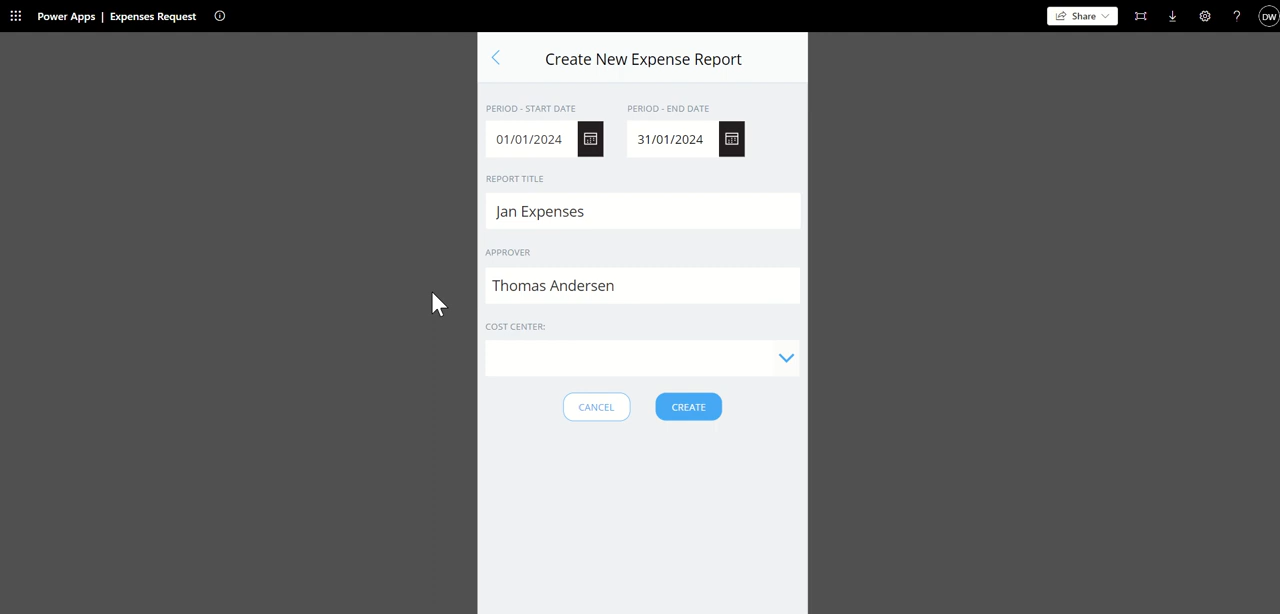 Power Apps | Expenses Request
Share
?
DW
Create New Expense Report
PERIOD - START DATE
PERIOD - END DATE
01/01/2024
31/01/2024
REPORT TITLE
Jan Expenses
APPROVER
Thomas Andersen
COST CENTER:
CANCEL
CREATE